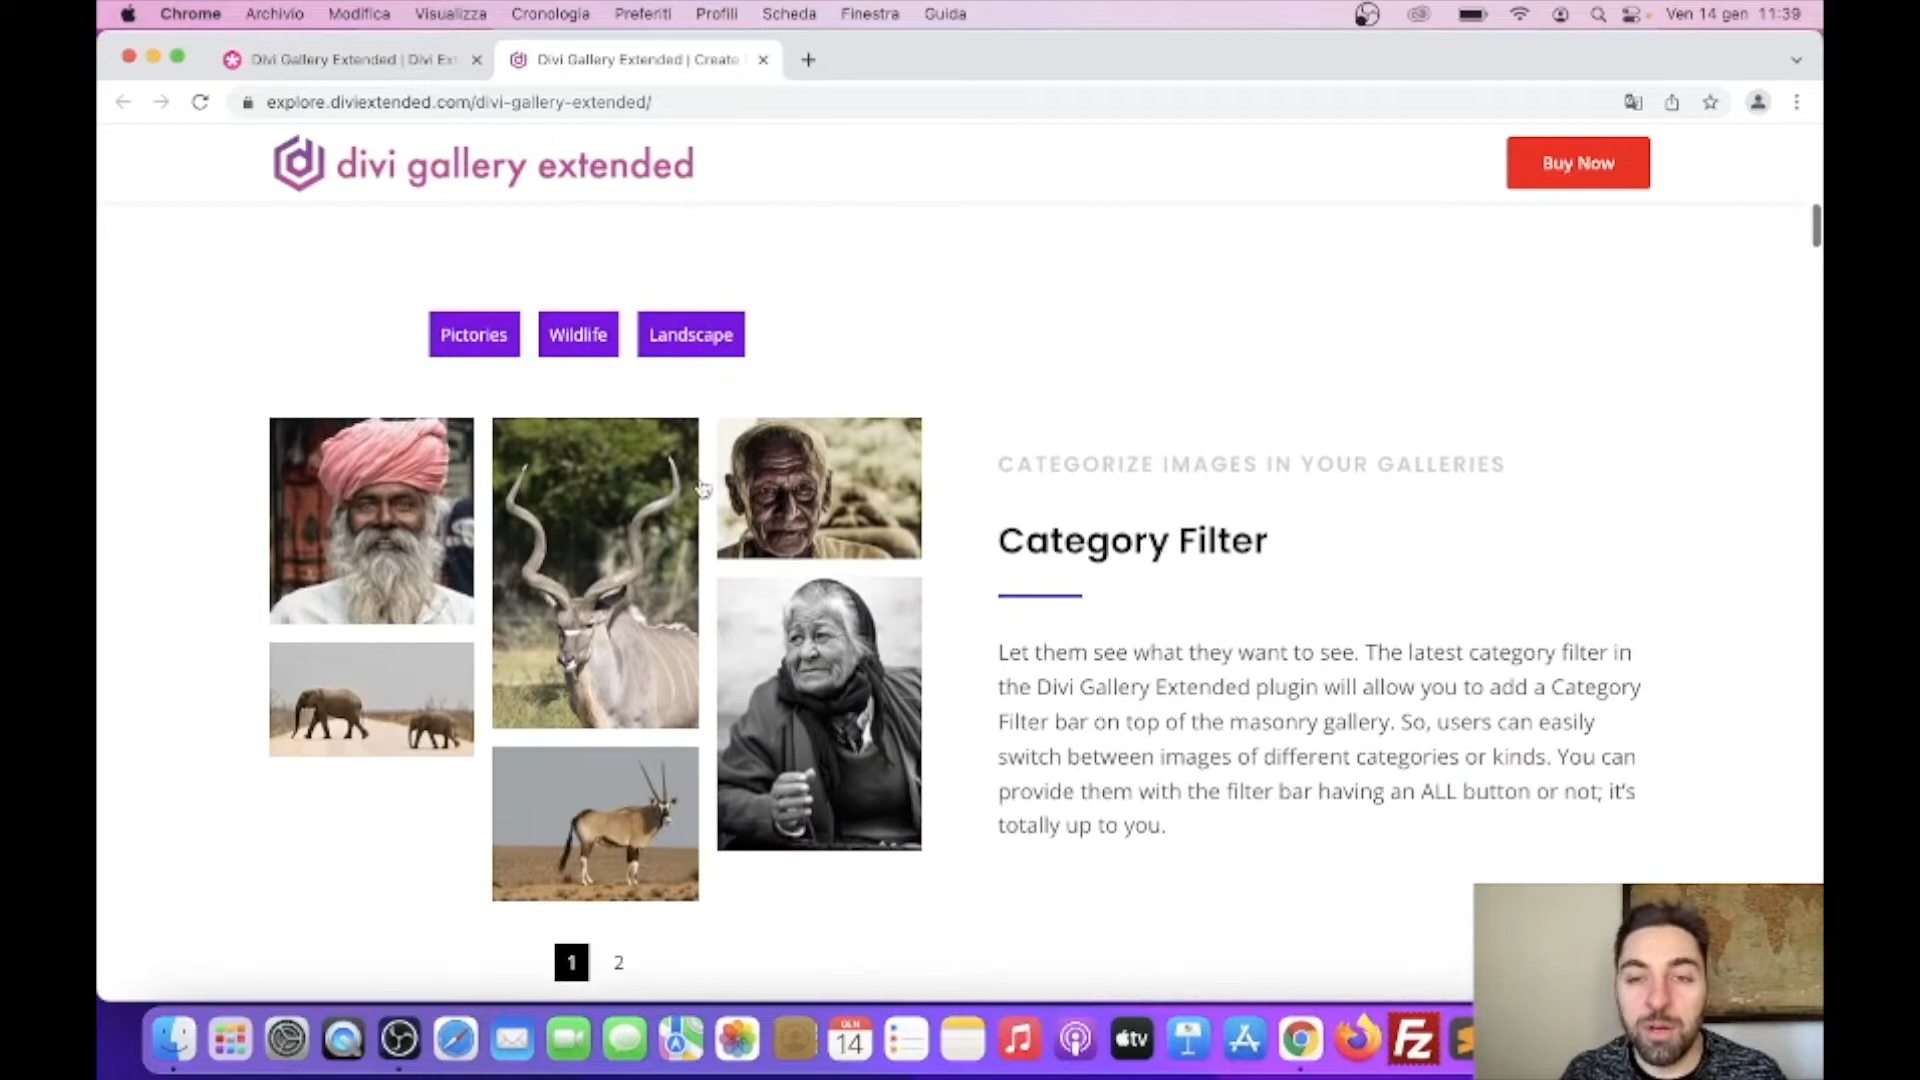 Chrome Archivio Modifica Visualizza Cronologia Preferiti Profili Scheda Finestra Guida Ven 14 gen 11:39
Divi Gallery Extended | Divi Ex Divi Gallery Extended | Create
explore.diviextended.com/divi-gallery-extended/
divi gallery extended
Buy Now
Pictories Wildlife Landscape
CATEGORIZE IMAGES IN YOUR GALLERIES
Category Filter
Let them see what they want to see. The latest category filter in
the Divi Gallery Extended plugin will allow you to add a Category
Filter bar on top of the masonry gallery. So, users can easily
switch between images of different categories or kinds. You can
provide them with the filter bar having an ALL button or not; it's
totally up to you.
1 2
GEN
14
tv
FZ